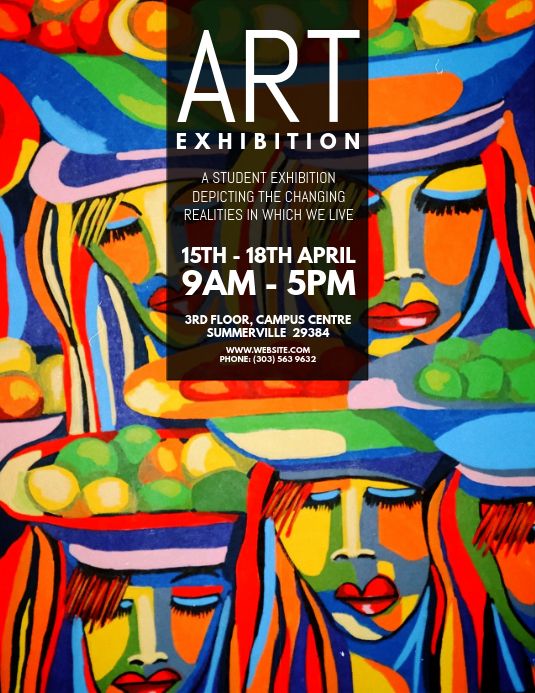 ART
EXHIBITION
A STUDENT EXHIBITION
DEPICTING THE CHANGING
REALITIES IN WHICH WE LIVE
15TH - 18TH APRIL
9AM - 5PM
3RD FLOOR, CAMPUS CENTRE
SUMMERVILLE 29384
WWW.WEBSITE.COM
PHONE: (303) 563 9632